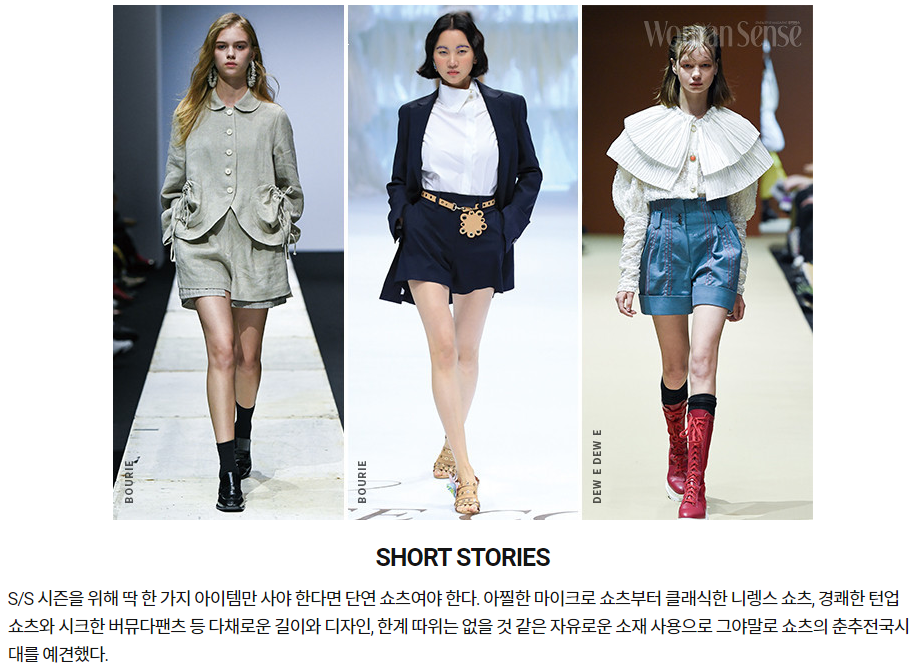 Woman Sense
BOURIE
BOURIE
DEW E DEW E
SHORT STORIES
S/S 시즌을 위해 딱 한 가지 아이템만 사야 한다면 단연 쇼츠여야 한다. 아찔한 마이크로 쇼츠부터 클래식한 니렝스 쇼츠, 경쾌한 턴업
쇼츠와 시크한 버뮤다팬츠 등 다채로운 길이와 디자인, 한계 따위는 없을 것 같은 자유로운 소재 사용으로 그야말로 쇼츠의 춘추전국시
대를 예견했다.